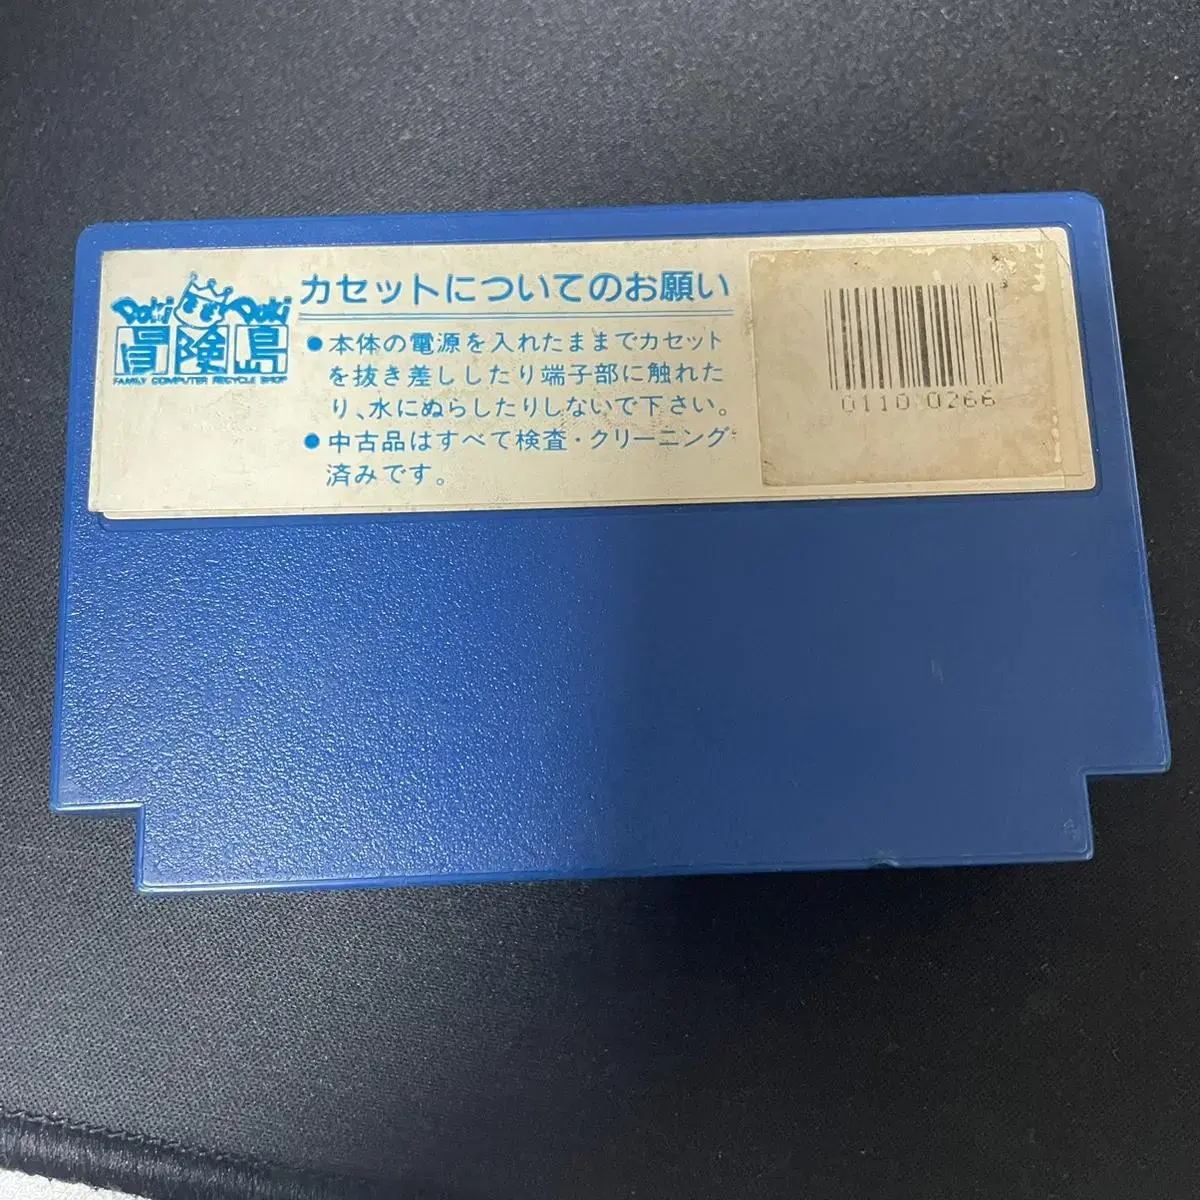 Doki Doki
冒険島
FAMILY COMPUTER RECYCLE SHOP
カセットについてのお願い
●本体の電源を入れたままでカセット
を抜き差ししたり端子部に触れた
り、水にぬらしたりしないで下さい。
●中古品はすべて検査・クリーニング
済みです。
0110 0266